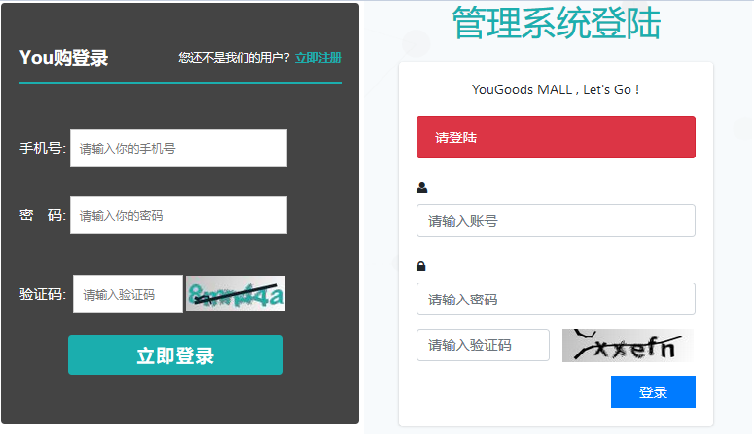 You购登录
您还不是我们的用户? 立即注册
手机号: 请输入你的手机号
密 码: 请输入你的密码
验证码: 请输入验证码 8mm4a
立即登录
管理系统登陆
YouGoods MALL , Let's Go !
请登陆
请输入账号
请输入密码
请输入验证码 xxefn
登录